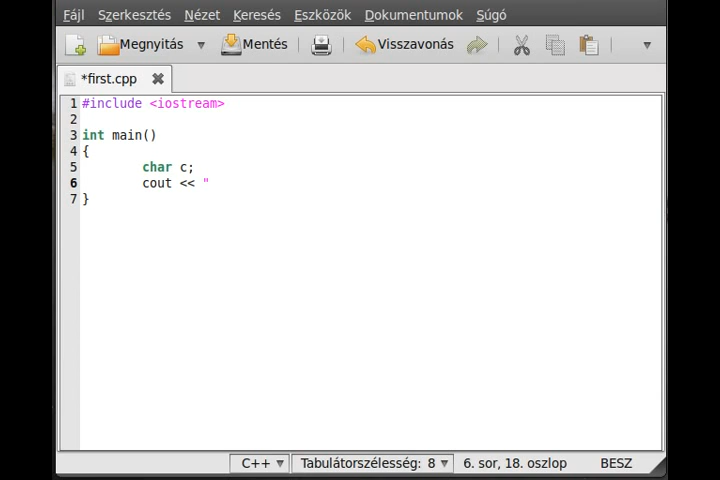 Fájl Szerkesztés Nézet Keresés Eszközök Dokumentumok Súgó
Megnyitás Mentés Visszavonás
*first.cpp
1 #include <iostream>
2
3 int main()
4 {
5 char c;
6 cout << "
7 }
C++ Tabulátorszélesség: 8 6. sor, 18. oszlop BESZ